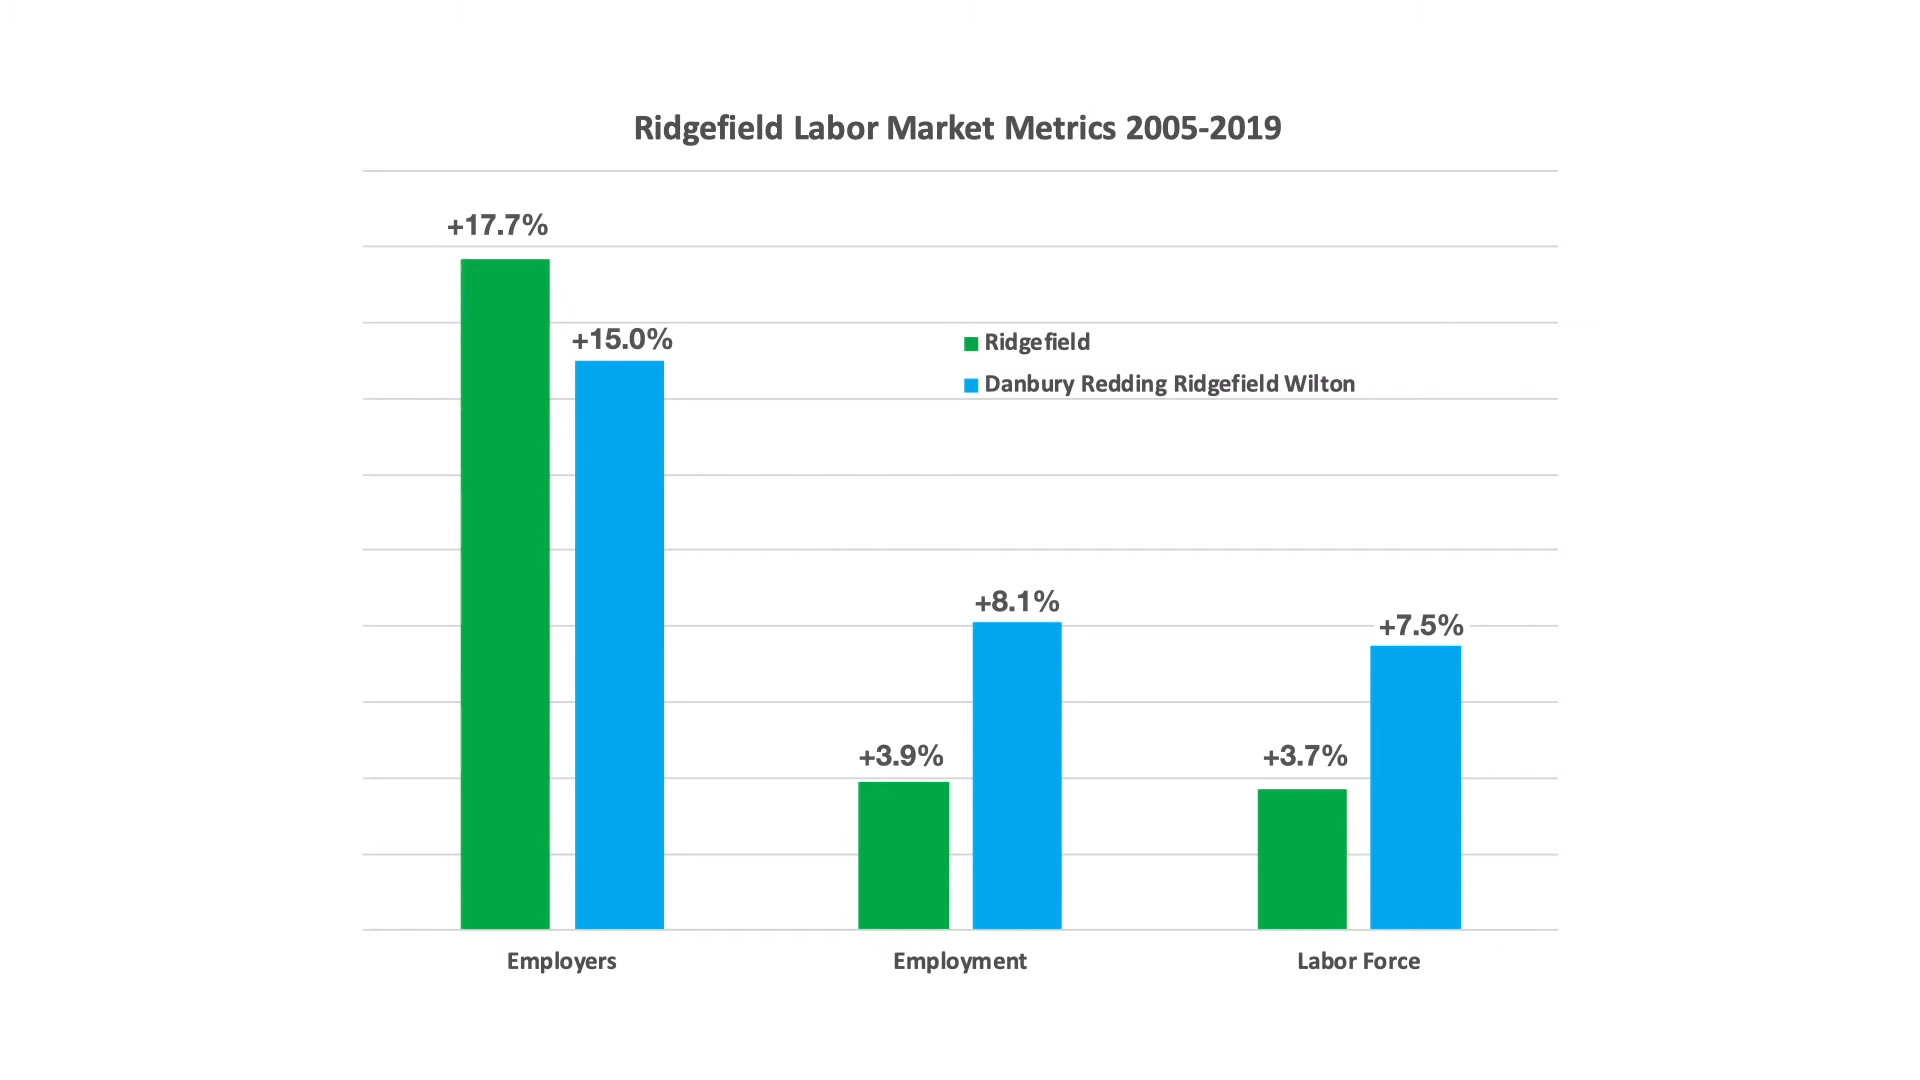 Ridgefield Labor Market Metrics 2005-2019
+17.7%
+15.0%
Ridgefield
Danbury Redding Ridgefield Wilton
+8.1%
+7.5%
+3.9%
+3.7%
Employers
Employment
Labor Force